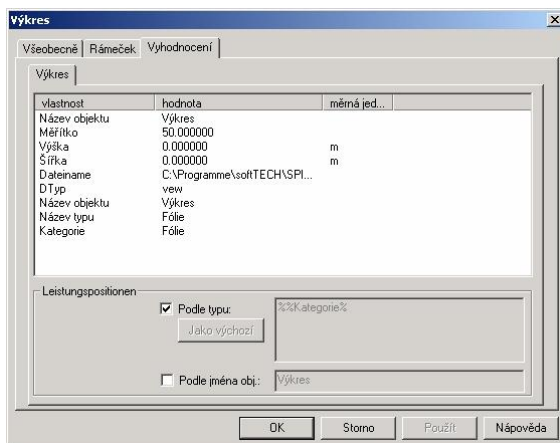 Výkres
Všeobecně Rámeček Vyhodnocení
Výkres
vlastnost hodnota měrná jed...
Název objektu Výkres
Měřítko 50.000000
Výška 0.000000 m
Šířka 0.000000 m
Dateiname C:\Programme\softTECH\SPI...
DTyp vew
Název objektu Výkres
Název typu Fólie
Kategorie Fólie
Leistungspositionen
Podle typu: %%Kategorie%
Jako výchozí
Podle jména obj.: Výkres
OK Storno Použít Nápověda